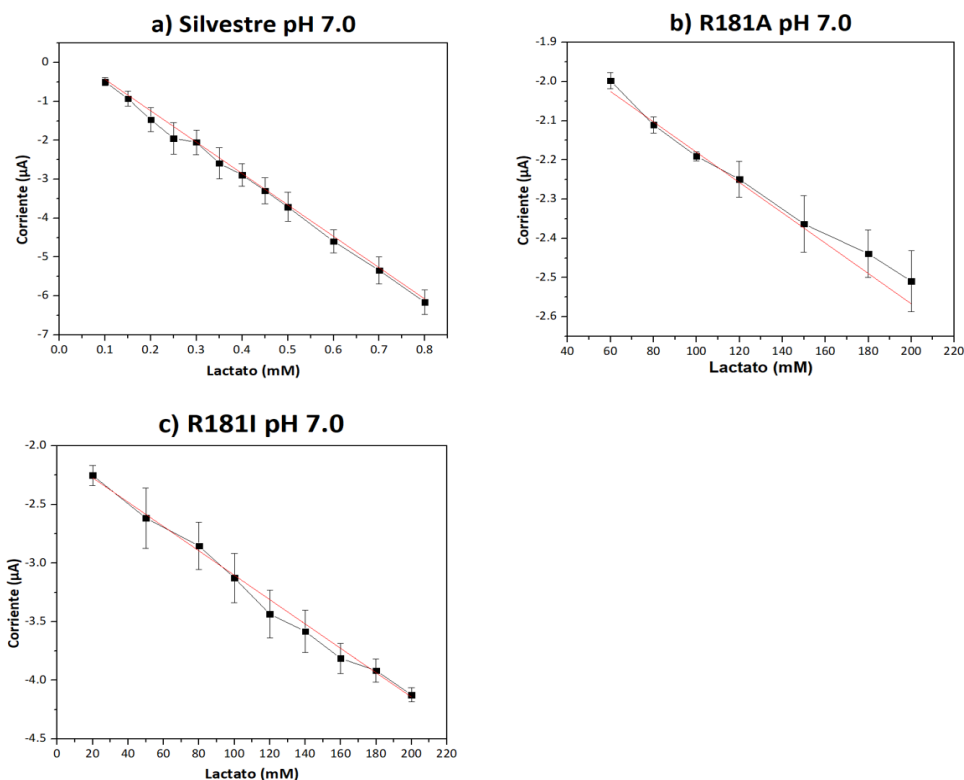 a) Silvestre pH 7.0
0
-1
-2
-3
-4
-5
-6
-7
Corriente (µA)
0.0 0.1 0.2 0.3 0.4 0.5 0.6 0.7 0.8
Lactato (mM)
b) R181A pH 7.0
-1.9
-2.0
-2.1
-2.2
-2.3
-2.4
-2.5
-2.6
Corriente (µA)
40 60 80 100 120 140 160 180 200 220
Lactato (mM)
c) R181I pH 7.0
-2.0
-2.5
-3.0
-3.5
-4.0
-4.5
Corriente (µA)
0 20 40 60 80 100 120 140 160 180 200 220
Lactato (mM)